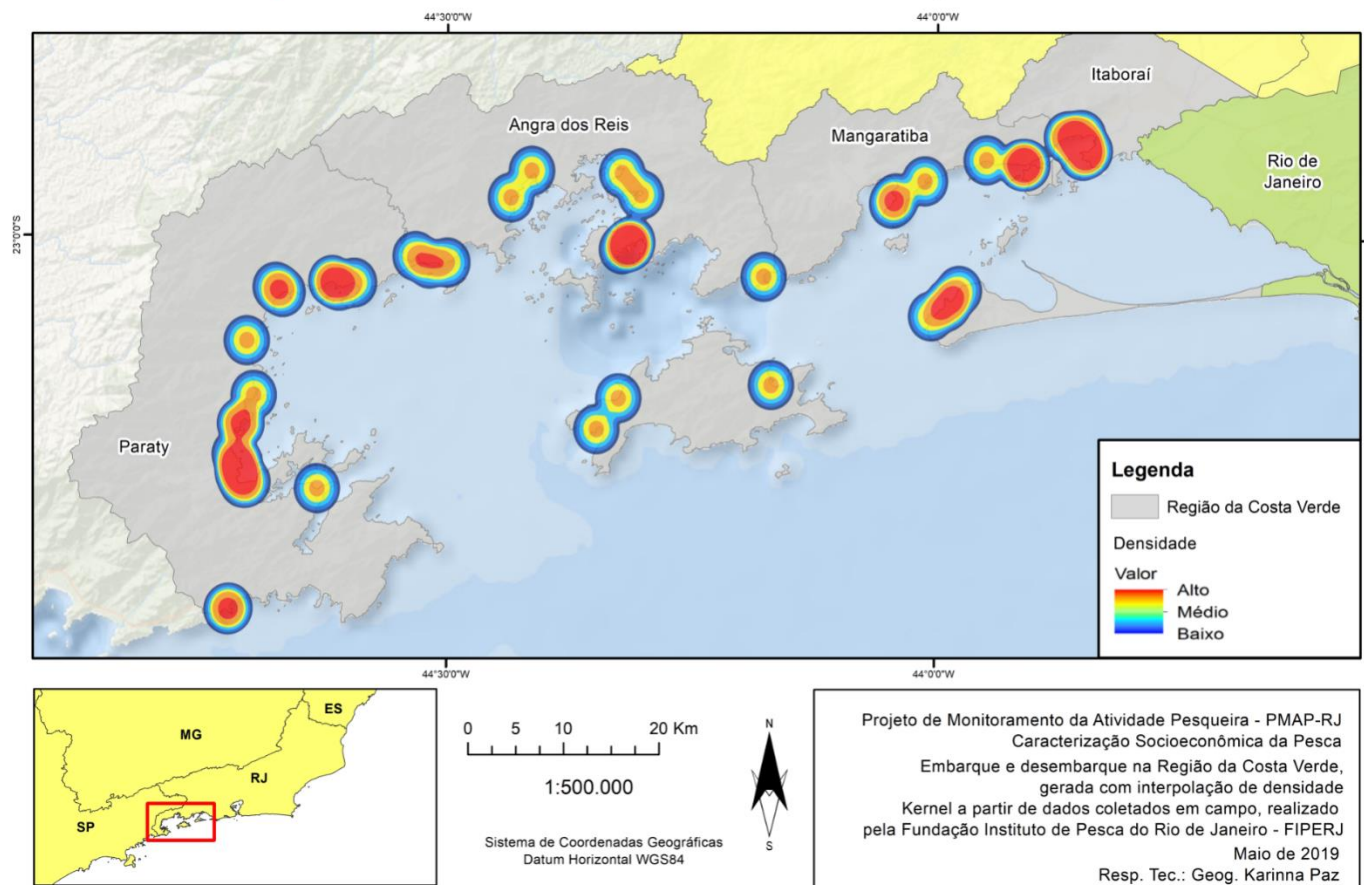 44°30'0"W
44°0'0"W
Itaboraí
Angra dos Reis
Mangaratiba
Rio de
Janeiro
23°0'0"S
Paraty
Legenda
Região da Costa Verde
Densidade
Valor
Alto
Médio
Baixo
44°30'0"W
44°0'0"W
ES
MG
RJ
SP
0 5 10 20 Km
1:500.000
Sistema de Coordenadas Geográficas
Datum Horizontal WGS84
N
S
Projeto de Monitoramento da Atividade Pesqueira - PMAP-RJ
Caracterização Socioeconômica da Pesca
Embarque e desembarque na Região da Costa Verde,
gerada com interpolação de densidade
Kernel a partir de dados coletados em campo, realizado
pela Fundação Instituto de Pesca do Rio de Janeiro - FIPERJ
Maio de 2019
Resp. Tec.: Geog. Karinna Paz